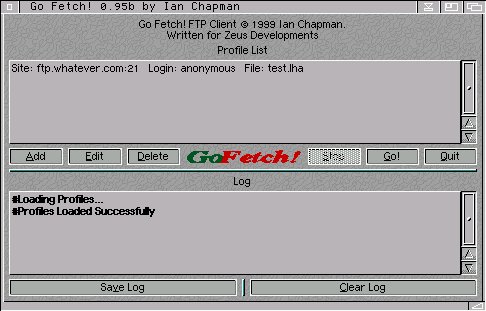 Go Fetch! 0.95b by Ian Chapman
Go Fetch! FTP Client © 1999 Ian Chapman.
Written for Zeus Developments
Profile List
Site: ftp.whatever.com:21 Login: anonymous File: test.lha
Add Edit Delete GoFetch! Stop Go! Quit
Log
#Loading Profiles...
#Profiles Loaded Successfully
Save Log Clear Log